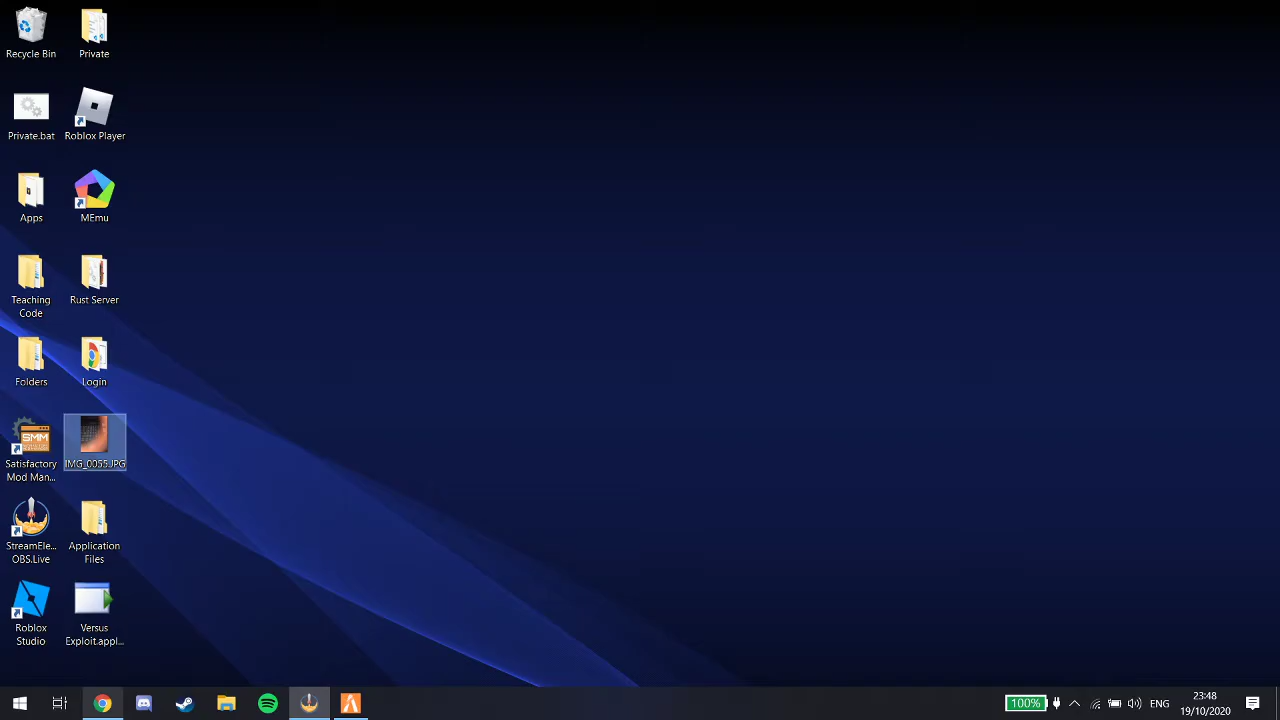 Recycle Bin
Private
Private.bat
Roblox Player
Apps
MEmu
Teaching
Code
Rust Server
Folders
Login
SMM
Satisfactory
Mod Man...
IMG_0055.JPG
StreamEle...
OBS.Live
Application
Files
Roblox
Studio
Versus
Exploit.appl...
100%
ENG
23:48
19/10/2020